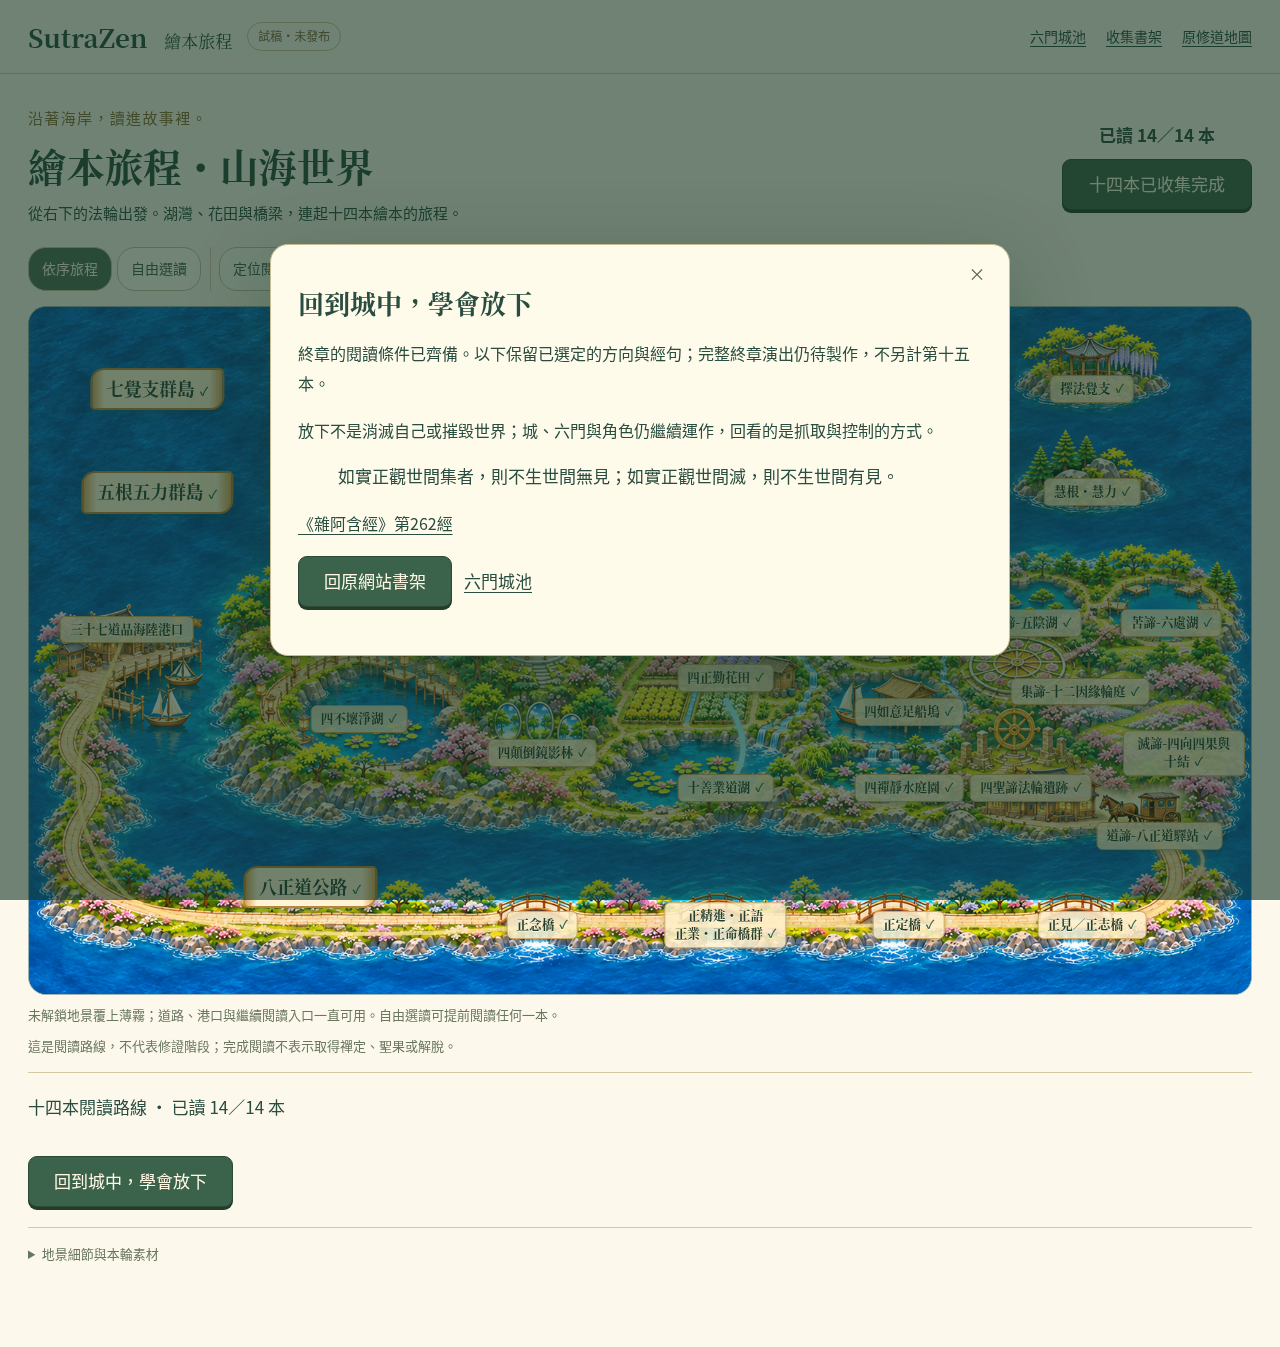 SutraZen 繪本旅程 試稿・未發布 六門城池 收集書架 原修道地圖
沿著海岸，讀進故事裡。
繪本旅程・山海世界
從右下的法輪出發。湖灣、花田與橋梁，連起十四本繪本的旅程。
已讀 14／14 本
十四本已收集完成
依序旅程 自由選讀
×
回到城中，學會放下
終章的閱讀條件已齊備。以下保留已選定的方向與經句；完整終章演出仍待製作，不另計第十五
本。
放下不是消滅自己或摧毀世界；城、六門與角色仍繼續運作，回看的是抓取與控制的方式。
如實正觀世間集者，則不生世間無見；如實正觀世間滅，則不生世間有見。
《雜阿含經》第262經
回原網站書架 六門城池
七覺支群島 ✓
擇法覺支 ✓
五根五力群島 ✓
慧根・慧力 ✓
三十七道品海陸港口
五陰湖 ✓
苦諦-六處湖 ✓
四正勤花田 ✓
集諦-十二因緣輪庭 ✓
四不壞淨湖 ✓
四如意足船塢 ✓
四顛倒鏡影林 ✓
滅諦-四向四果與
十結 ✓
十善業道湖 ✓
四禪靜水庭園 ✓
四聖諦法輪遺跡 ✓
道諦-八正道驛站 ✓
八正道公路 ✓
正念橋 ✓
正精進・正語
正業・正命橋群 ✓
正定橋 ✓
正見／正志橋 ✓
未解鎖地景覆上薄霧；道路、港口與繼續閱讀入口一直可用。自由選讀可提前閱讀任何一本。
這是閱讀路線，不代表修證階段；完成閱讀不表示取得禪定、聖果或解脫。
十四本閱讀路線 ・ 已讀 14／14 本
回到城中，學會放下
地景細節與本輪素材